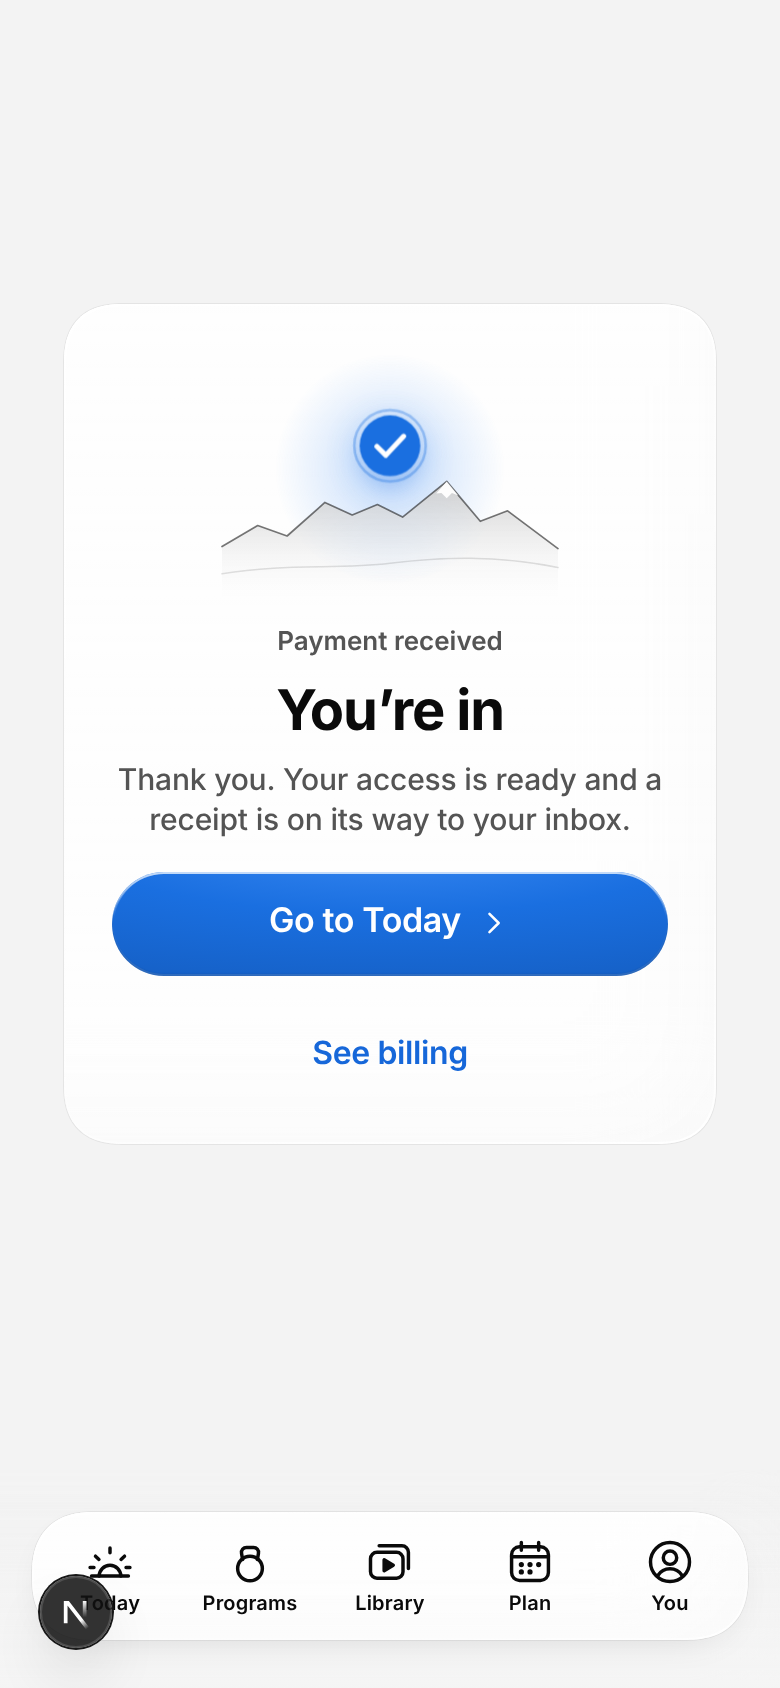 Payment received
You’re in
Thank you. Your access is ready and a
receipt is on its way to your inbox.
Go to Today
See billing
Today
Programs
Library
Plan
You
N